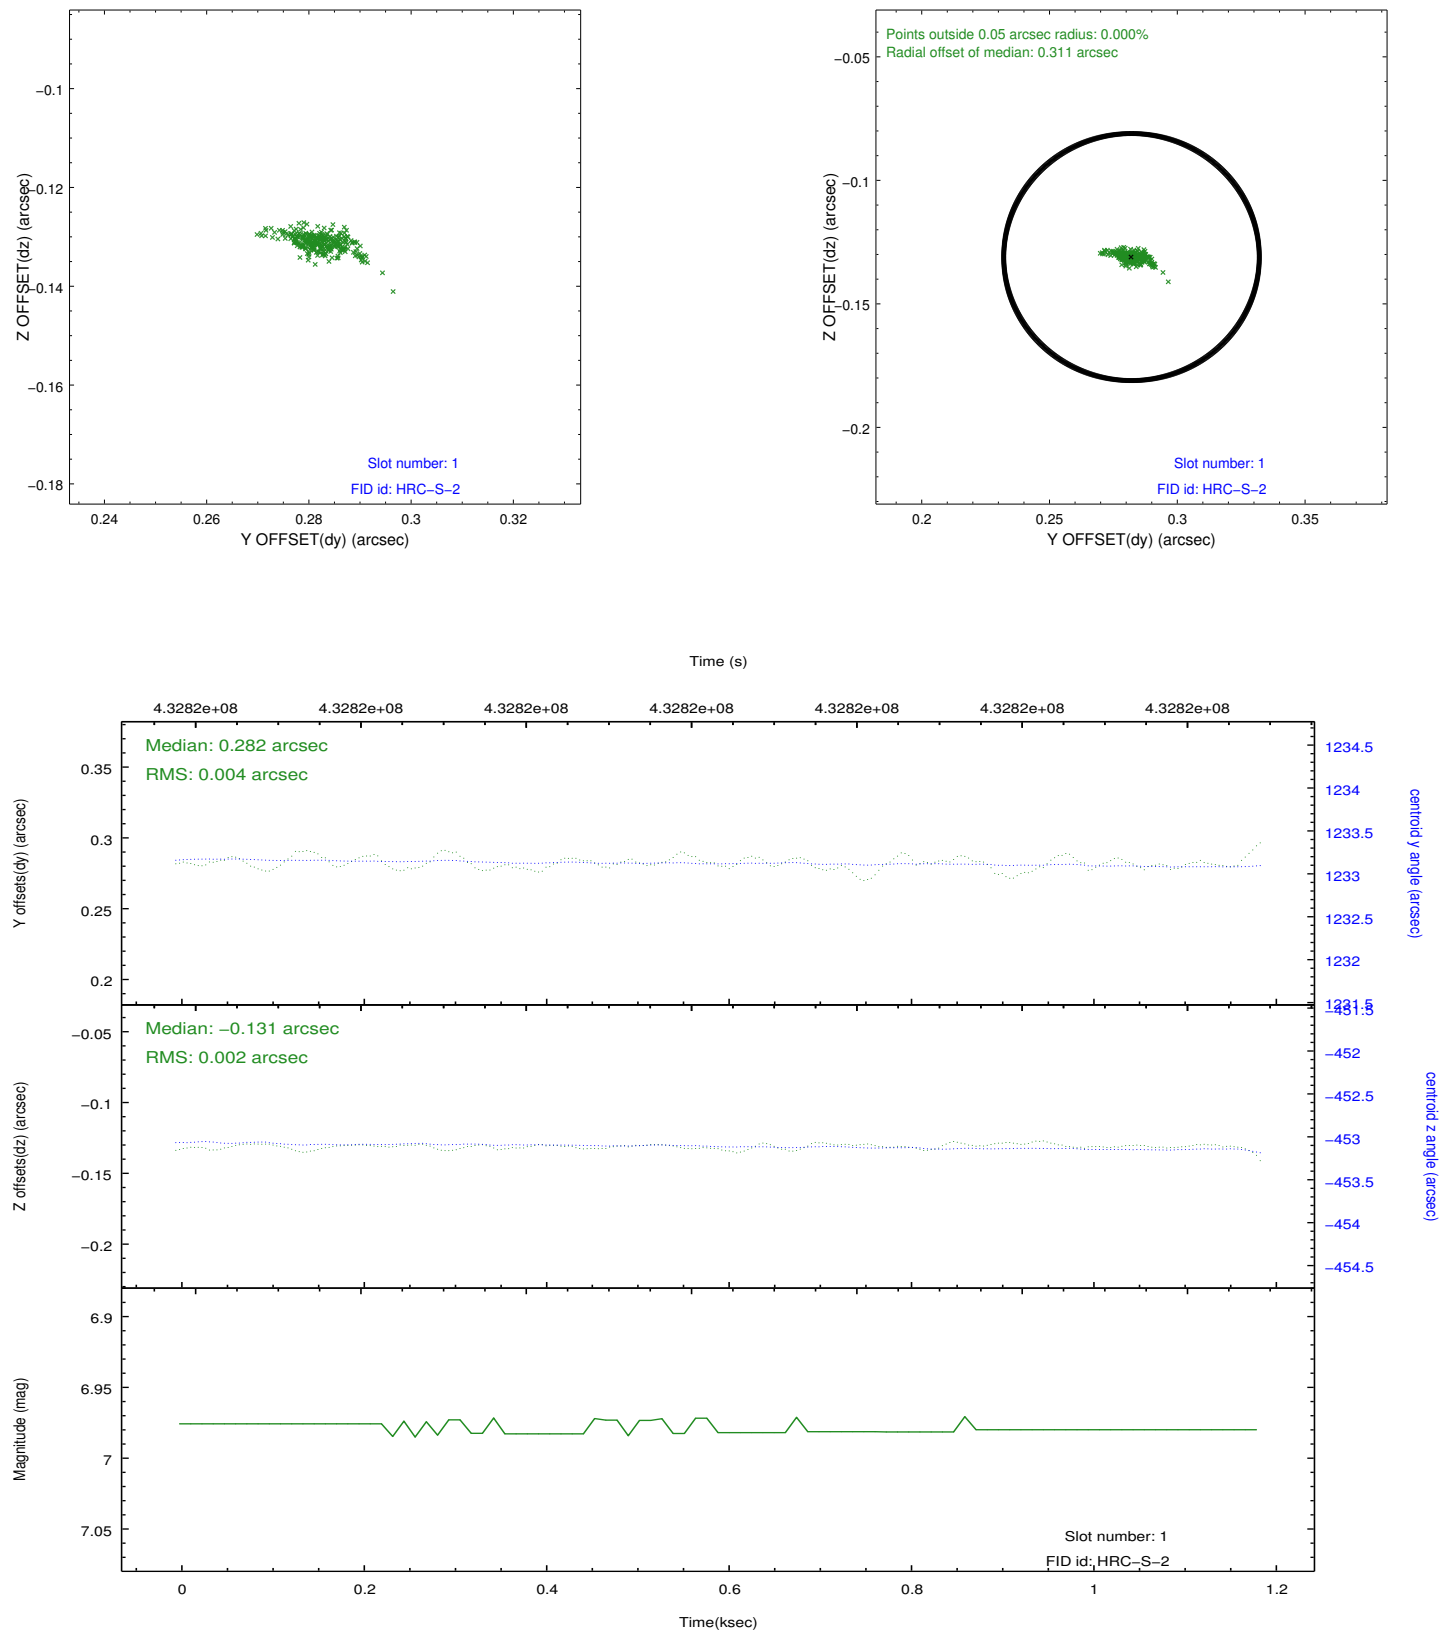 −0.1
−0.12
−0.14
−0.16
−0.18
Z OFFSET(dz) (arcsec)
0.24
0.26
0.28
0.3
0.32
Y OFFSET(dy) (arcsec)
Slot number: 1
FID id: HRC−S−2
Points outside 0.05 arcsec radius: 0.000%
Radial offset of median: 0.311 arcsec
−0.05
−0.1
−0.15
−0.2
Z OFFSET(dz) (arcsec)
0.2
0.25
0.3
0.35
Y OFFSET(dy) (arcsec)
Slot number: 1
FID id: HRC−S−2
Time (s)
4.3282e+08
4.3282e+08
4.3282e+08
4.3282e+08
4.3282e+08
4.3282e+08
4.3282e+08
Median: 0.282 arcsec
RMS: 0.004 arcsec
0.35
0.3
0.25
0.2
Y offsets(dy) (arcsec)
1234.5
1234
1233.5
1233
1232.5
1232
1231.5
centroid y angle (arcsec)
Median: −0.131 arcsec
RMS: 0.002 arcsec
−0.05
−0.1
−0.15
−0.2
Z offsets(dz) (arcsec)
−451.5
−452
−452.5
−453
−453.5
−454
−454.5
centroid z angle (arcsec)
6.9
6.95
7
7.05
Magnitude (mag)
Slot number: 1
FID id: HRC−S−2
0
0.2
0.4
0.6
0.8
1
1.2
Time(ksec)